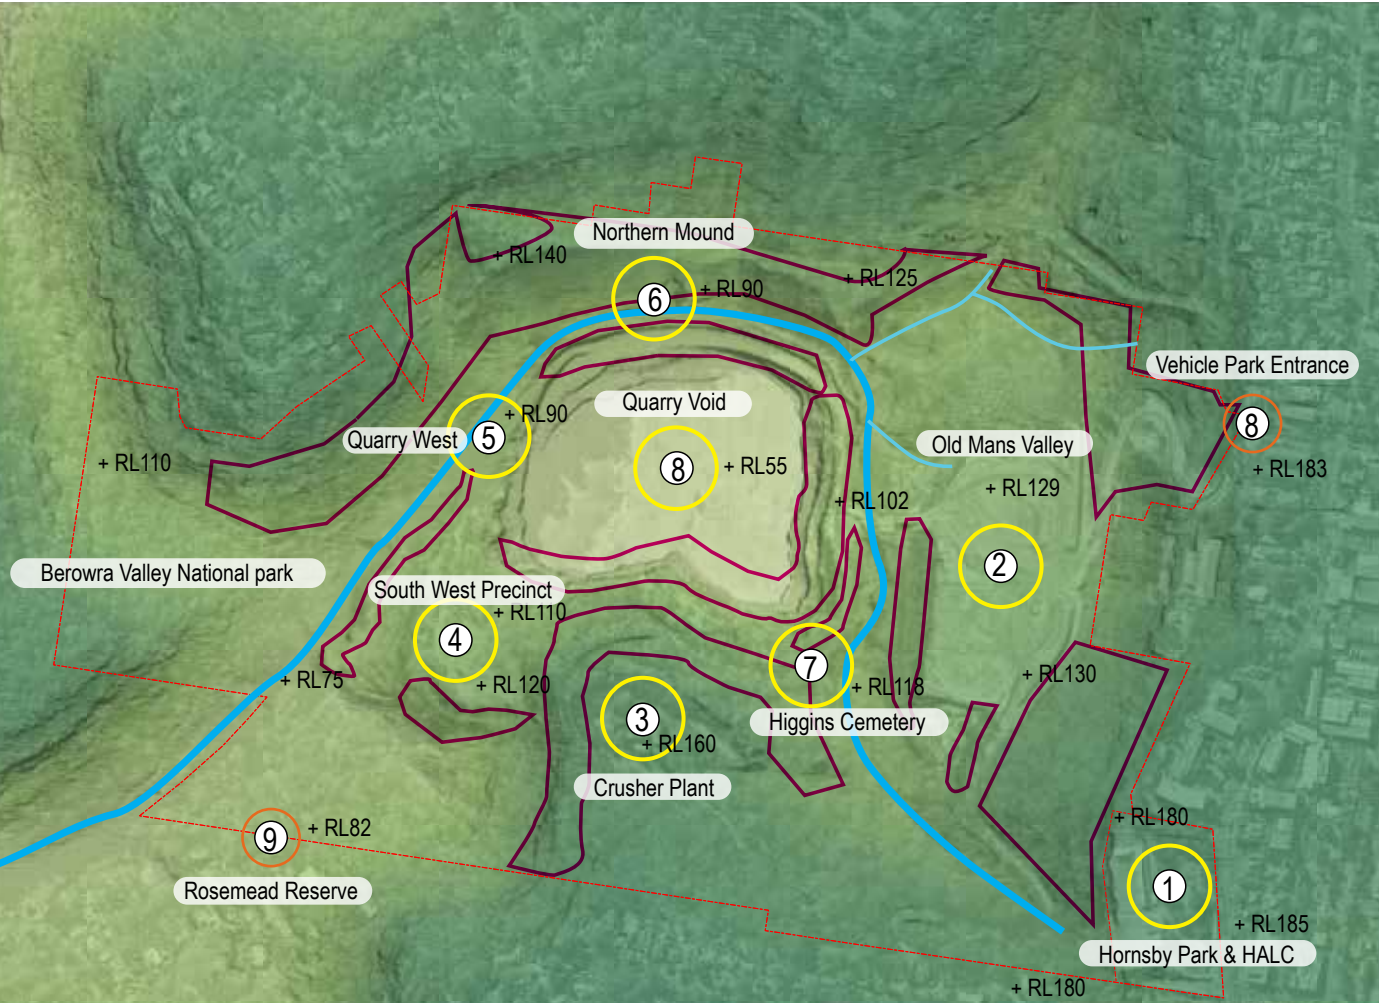 Northern Mound
+ RL140
+ RL125
+ RL90
6
Vehicle Park Entrance
Quarry Void
+ RL90
8
Quarry West
5
Old Mans Valley
+ RL110
8
+ RL55
+ RL183
+ RL129
+ RL102
Berowra Valley National park
2
South West Precinct
+ RL110
4
7
+ RL130
+ RL75
+ RL120
+ RL118
3
Higgins Cemetery
+ RL160
Crusher Plant
+ RL180
+ RL82
9
Rosemead Reserve
1
+ RL185
Hornsby Park & HALC
+ RL180